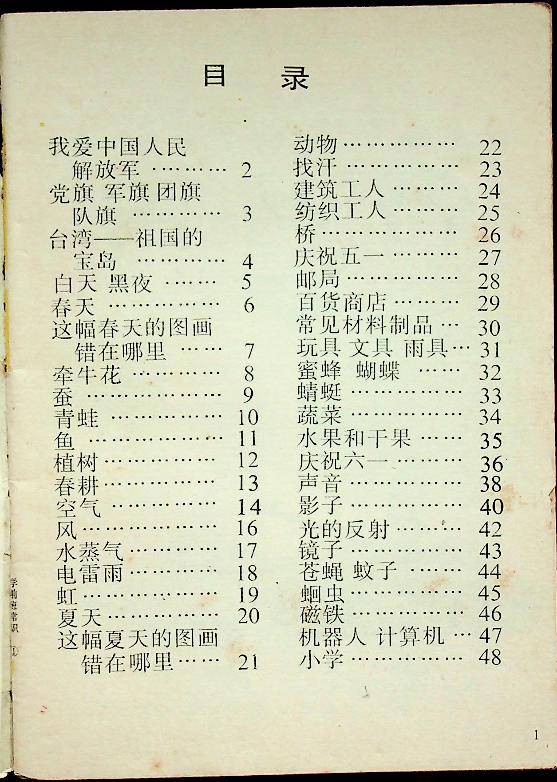 目 录
我爱中国人民
解放军 ……… 2
党旗 军旗 团旗
队旗 ………… 3
台湾——祖国的
宝岛 ………… 4
白天 黑夜 …… 5
春天 …………… 6
这幅春天的图画
错在哪里 …… 7
牵牛花 ………… 8
蚕 ……………… 9
青蛙 …………… 10
鱼 ……………… 11
植树 …………… 12
春耕 …………… 13
空气 …………… 14
风 ……………… 16
水蒸气 ………… 17
电雷雨 ………… 18
虹 ……………… 19
夏天 …………… 20
这幅夏天的图画
错在哪里 …… 21
动物 …………… 22
找汗 …………… 23
建筑工人 ……… 24
纺织工人 ……… 25
桥 ……………… 26
庆祝五一 ……… 27
邮局 …………… 28
百货商店 ……… 29
常见材料制品 … 30
玩具 文具 雨具 … 31
蜜蜂 蝴蝶 …… 32
蜻蜓 …………… 33
蔬菜 …………… 34
水果和干果 …… 35
庆祝六一 ……… 36
声音 …………… 38
影子 …………… 40
光的反射 ……… 42
镜子 …………… 43
苍蝇 蚊子 …… 44
蛔虫 …………… 45
磁铁 …………… 46
机器人 计算机 … 47
小学 …………… 48
学前班常识 ①
1